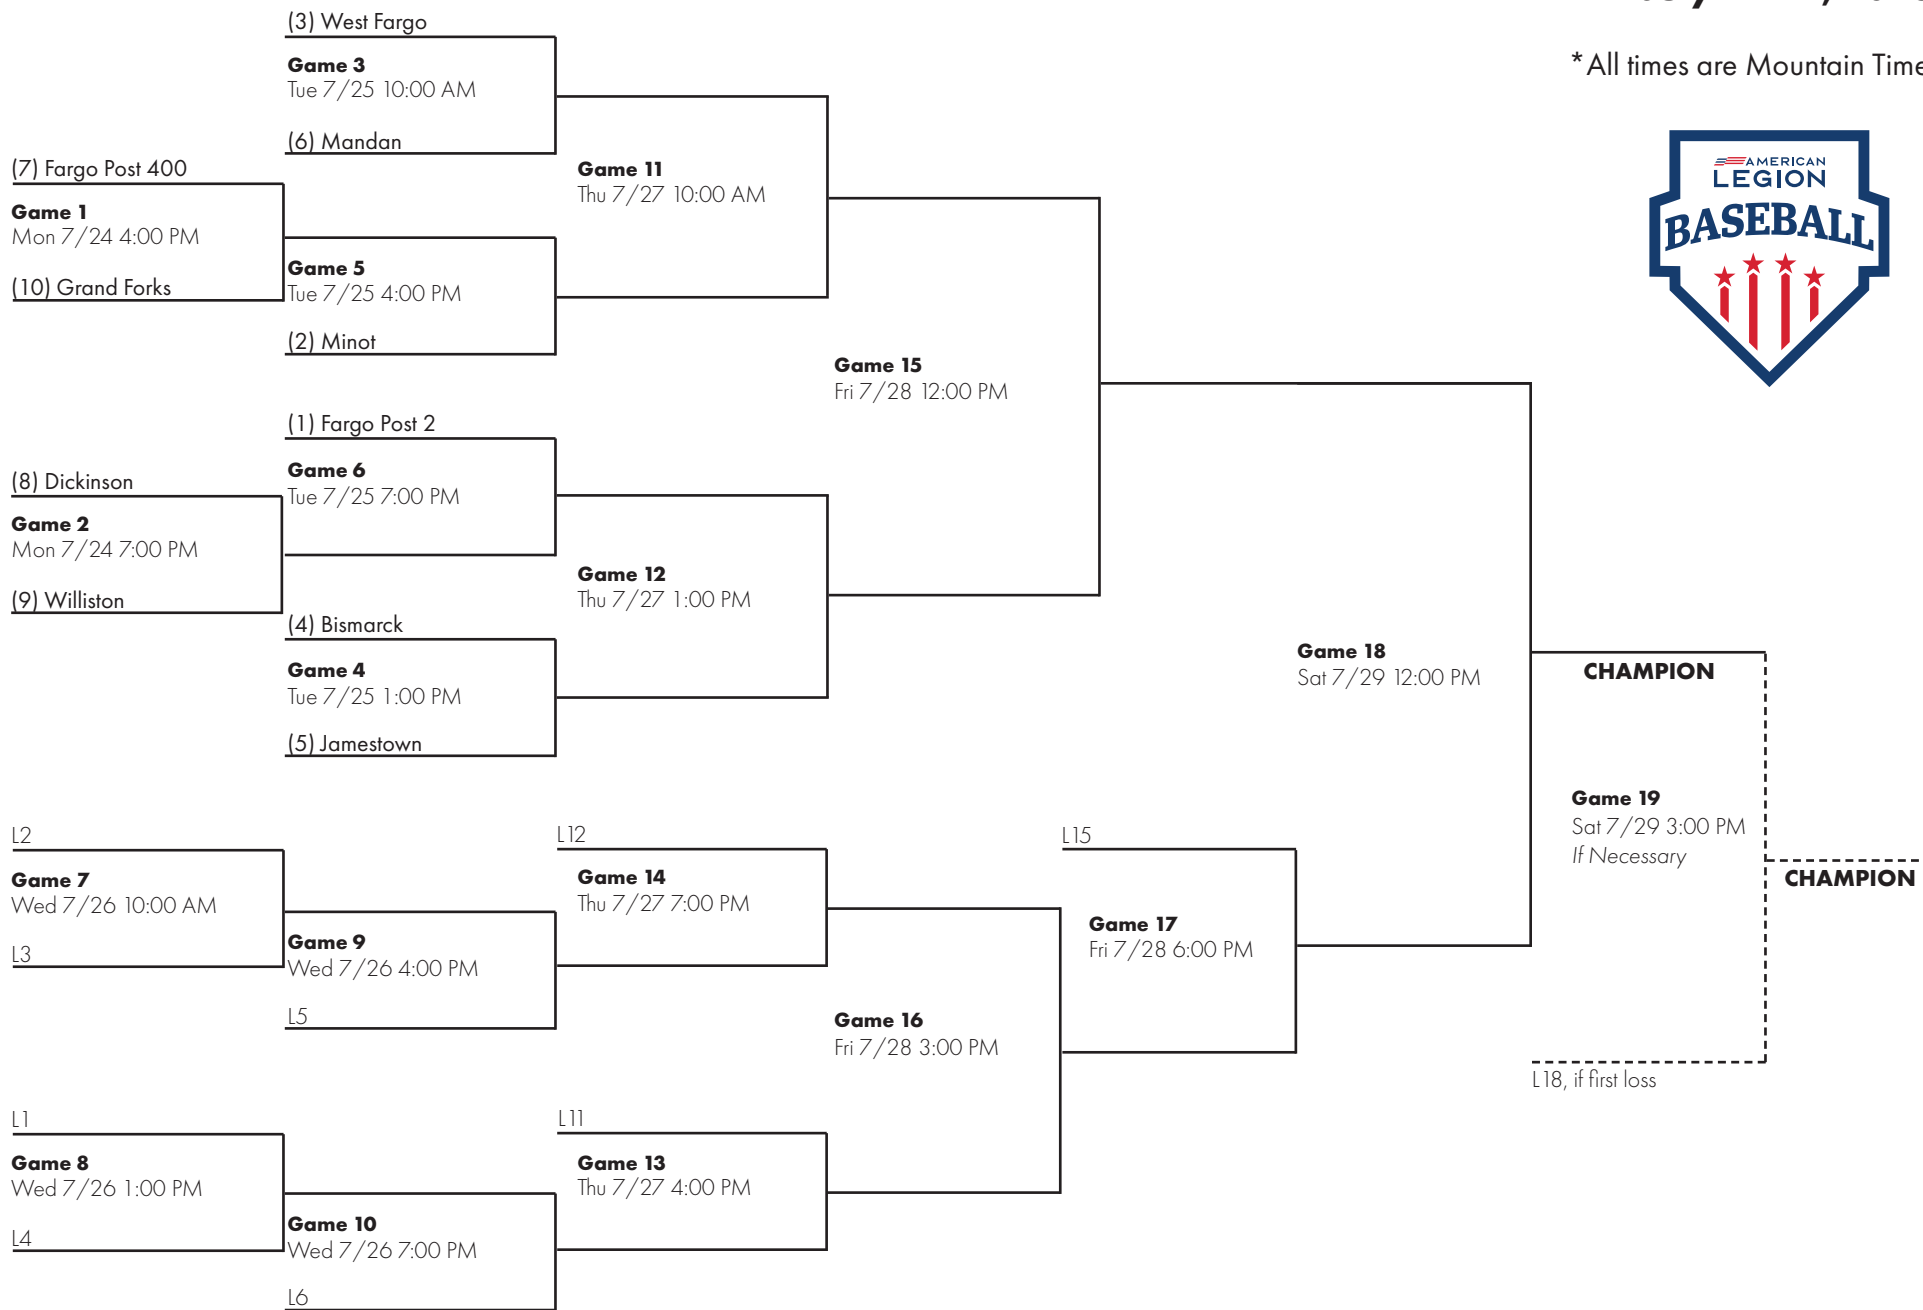 *All times are Mountain Time
AMERICAN
LEGION
BASEBALL
(3) West Fargo
Game 3
Tue 7/25 10:00 AM
(6) Mandan
(7) Fargo Post 400
Game 1
Mon 7/24 4:00 PM
(10) Grand Forks
Game 5
Tue 7/25 4:00 PM
(2) Minot
Game 11
Thu 7/27 10:00 AM
Game 15
Fri 7/28 12:00 PM
(1) Fargo Post 2
Game 6
Tue 7/25 7:00 PM
(8) Dickinson
Game 2
Mon 7/24 7:00 PM
(9) Williston
Game 12
Thu 7/27 1:00 PM
(4) Bismarck
Game 4
Tue 7/25 1:00 PM
(5) Jamestown
Game 18
Sat 7/29 12:00 PM
CHAMPION
Game 19
Sat 7/29 3:00 PM
If Necessary
CHAMPION
L18, if first loss
L2
Game 7
Wed 7/26 10:00 AM
L3
Game 9
Wed 7/26 4:00 PM
L5
L12
Game 14
Thu 7/27 7:00 PM
L15
Game 17
Fri 7/28 6:00 PM
Game 16
Fri 7/28 3:00 PM
L1
Game 8
Wed 7/26 1:00 PM
L4
Game 10
Wed 7/26 7:00 PM
L6
L11
Game 13
Thu 7/27 4:00 PM